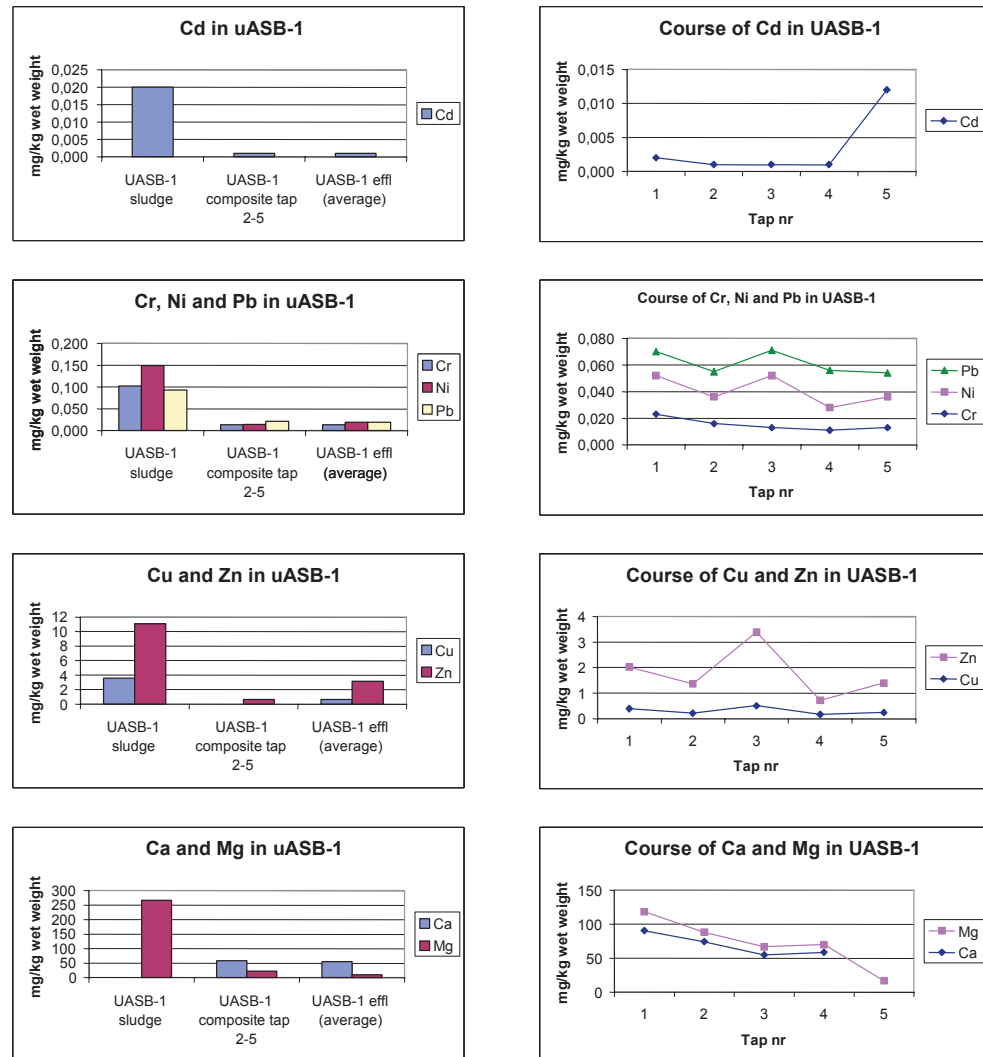 Cd in uASB-1
mg/kg wet weight
0,025
0,020
0,015
0,010
0,005
0,000
UASB-1
sludge
UASB-1
composite tap
2-5
UASB-1 effl
(average)
Cd
Course of Cd in UASB-1
mg/kg wet weight
0,015
0,010
0,005
0,000
1 2 3 4 5
Tap nr
Cd
Cr, Ni and Pb in uASB-1
mg/kg wet weight
0,200
0,150
0,100
0,050
0,000
UASB-1
sludge
UASB-1
composite tap
2-5
UASB-1 effl
(average)
Cr
Ni
Pb
Course of Cr, Ni and Pb in UASB-1
mg/kg wet weight
0,080
0,060
0,040
0,020
0,000
1 2 3 4 5
Tap nr
Pb
Ni
Cr
Cu and Zn in uASB-1
mg/kg wet weight
12
10
8
6
4
2
0
UASB-1
sludge
UASB-1
composite tap
2-5
UASB-1 effl
(average)
Cu
Zn
Course of Cu and Zn in UASB-1
mg/kg wet weight
4
3
2
1
0
1 2 3 4 5
Tap nr
Zn
Cu
Ca and Mg in uASB-1
mg/kg wet weight
300
250
200
150
100
50
0
UASB-1
sludge
UASB-1
composite tap
2-5
UASB-1 effl
(average)
Ca
Mg
Course of Ca and Mg in UASB-1
mg/kg wet weight
150
100
50
0
1 2 3 4 5
Tap nr
Mg
Ca